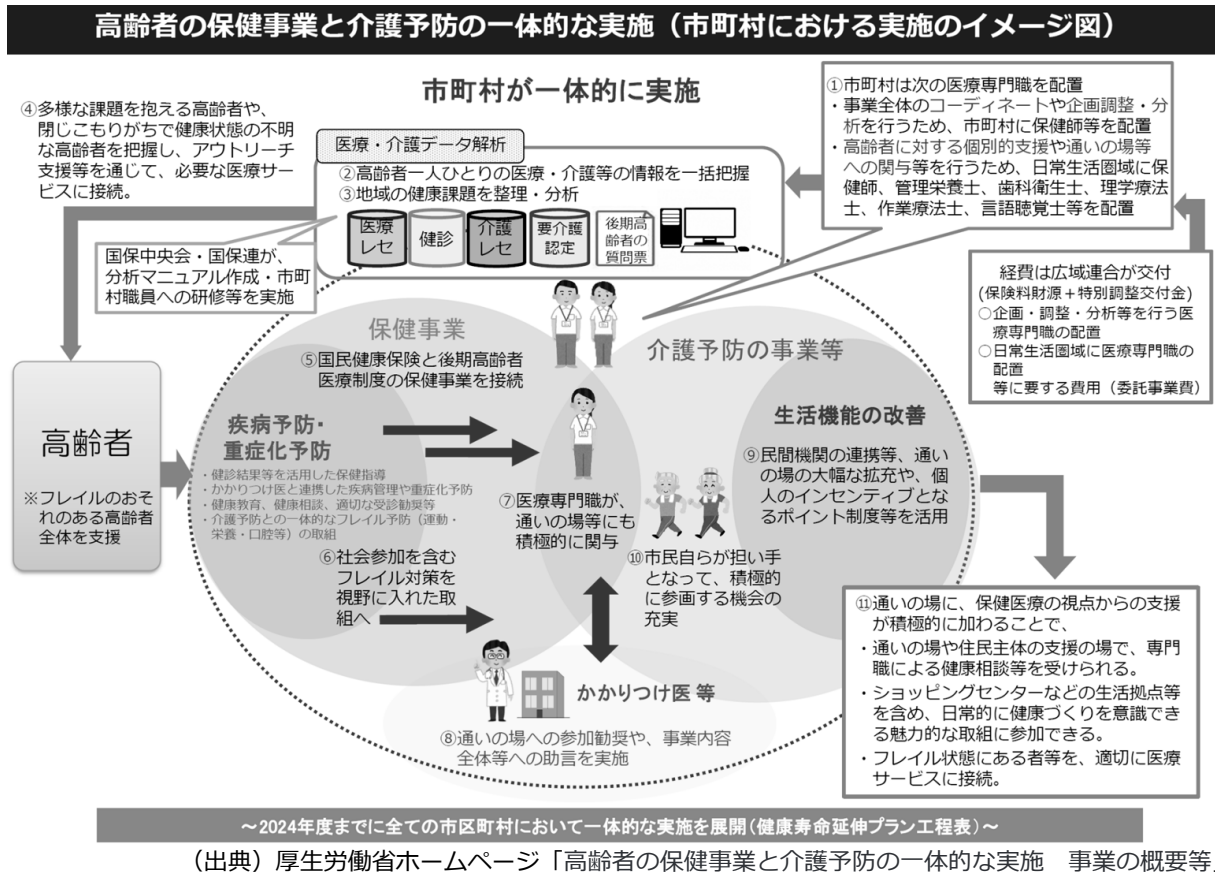 高齢者の保健事業と介護予防の一体的な実施（市町村における実施のイメージ図）
市町村が一体的に実施
①市町村は次の医療専門職を配置
・事業全体のコーディネートや企画調整・分
析を行うため、市町村に保健師等を配置
・高齢者に対する個別的支援や通いの場等
への関与等を行うため、日常生活圏域に保
健師、管理栄養士、歯科衛生士、理学療法
士、作業療法士、言語聴覚士等を配置
④多様な課題を抱える高齢者や、
閉じこもりがちで健康状態の不明
な高齢者を把握し、アウトリーチ
支援等を通じて、必要な医療サー
ビスに接続。
医療・介護データ解析
②高齢者一人ひとりの医療・介護等の情報を一括把握
③地域の健康課題を整理・分析
医療
レセ
健診
介護
レセ
要介護
認定
後期高
齢者の
質問票
国保中央会・国保連が、
分析マニュアル作成・市町
村職員への研修等を実施
経費は広域連合が交付
(保険料財源＋特別調整交付金)
○企画・調整・分析等を行う医
療専門職の配置
○日常生活圏域に医療専門職の
配置
等に要する費用（委託事業費）
保健事業
⑤国民健康保険と後期高齢者
医療制度の保健事業を接続
介護予防の事業等
高齢者
※フレイルのおそ
れのある高齢者
全体を支援
疾病予防・
重症化予防
・健診結果等を活用した保健指導
・かかりつけ医と連携した疾病管理や重症化予防
・健康教育、健康相談、適切な受診勧奨等
・介護予防との一体的なフレイル予防（運動・
栄養・口腔等）の取組
⑥社会参加を含む
フレイル対策を
視野に入れた取
組へ
⑦医療専門職が、
通いの場等にも
積極的に関与
生活機能の改善
⑨民間機関の連携等、通い
の場の大幅な拡充や、個
人のインセンティブとな
るポイント制度等を活用
⑩市民自らが担い手
となって、積極的
に参画する機会の
充実
かかりつけ医 等
⑧通いの場への参加勧奨や、事業内容
全体等への助言を実施
⑪通いの場に、保健医療の視点からの支援
が積極的に加わることで、
・通いの場や住民主体の支援の場で、専門
職による健康相談等を受けられる。
・ショッピングセンターなどの生活拠点等
を含め、日常的に健康づくりを意識でき
る魅力的な取組に参加できる。
・フレイル状態にある者等を、適切に医療
サービスに接続。
～2024年度までに全ての市区町村において一体的な実施を展開（健康寿命延伸プラン工程表）～
（出典）厚生労働省ホームページ「高齢者の保健事業と介護予防の一体的な実施　事業の概要等」